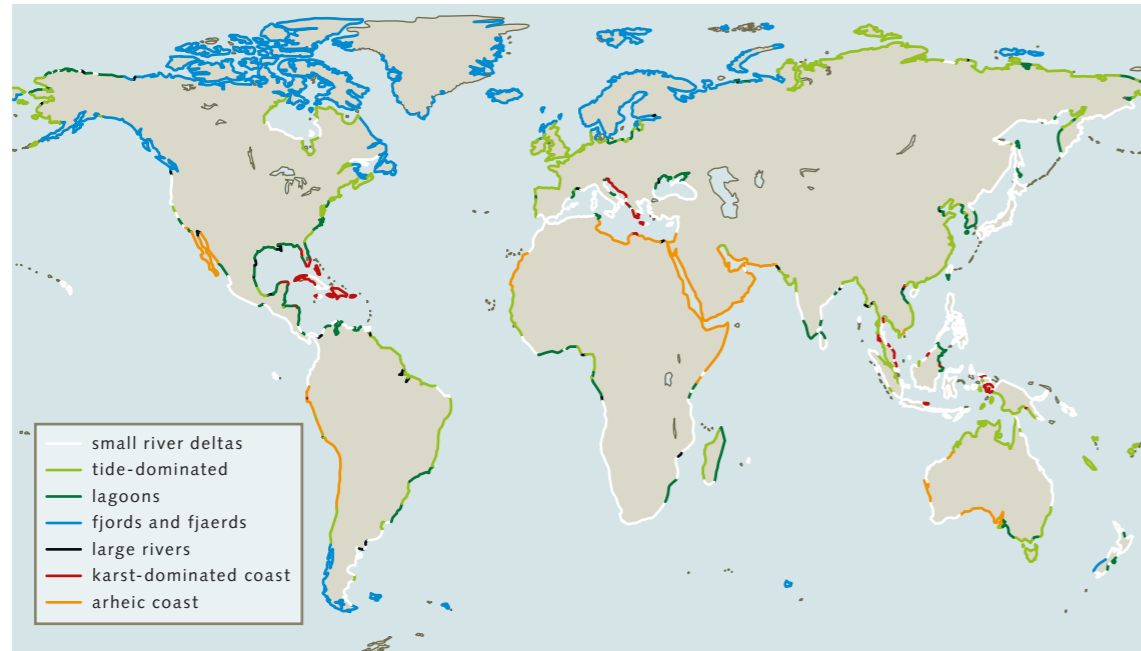 small river deltas
tide-dominated
lagoons
fjords and fjaerds
large rivers
karst-dominated coast
arheic coast